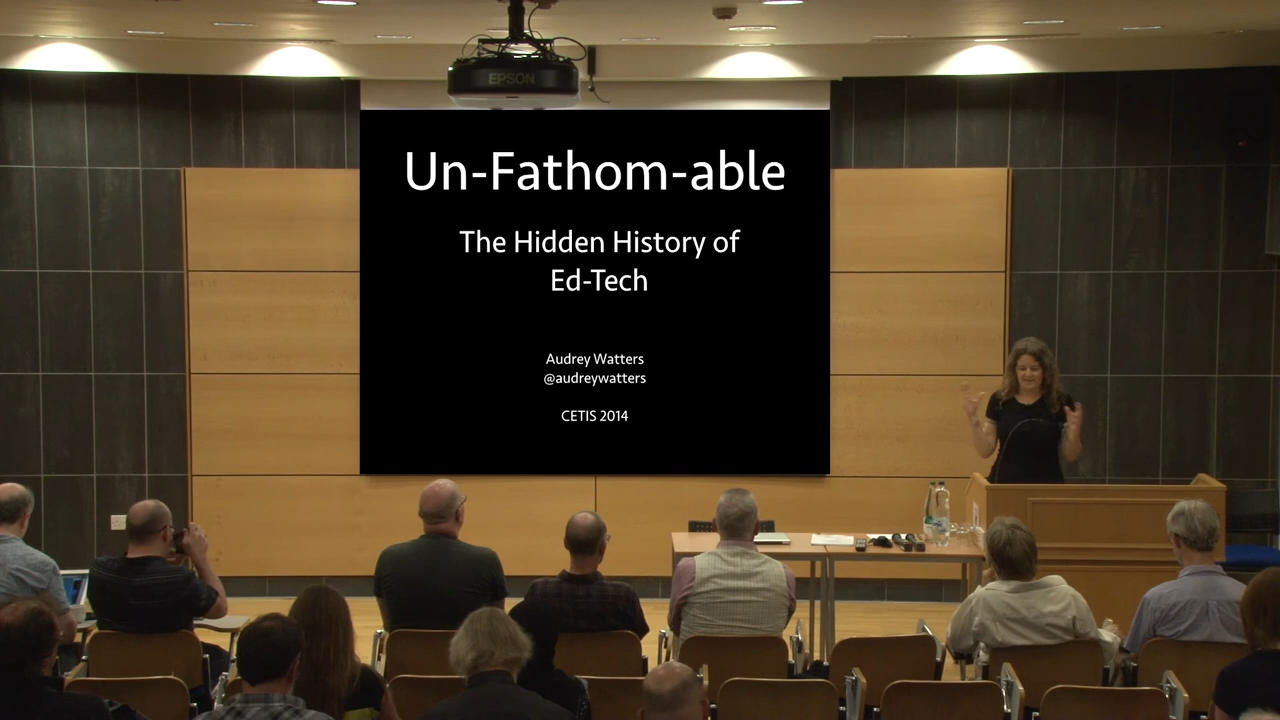 EPSON
Un-Fathom-able
The Hidden History of
Ed-Tech
Audrey Watters
@audreywatters
CETIS 2014